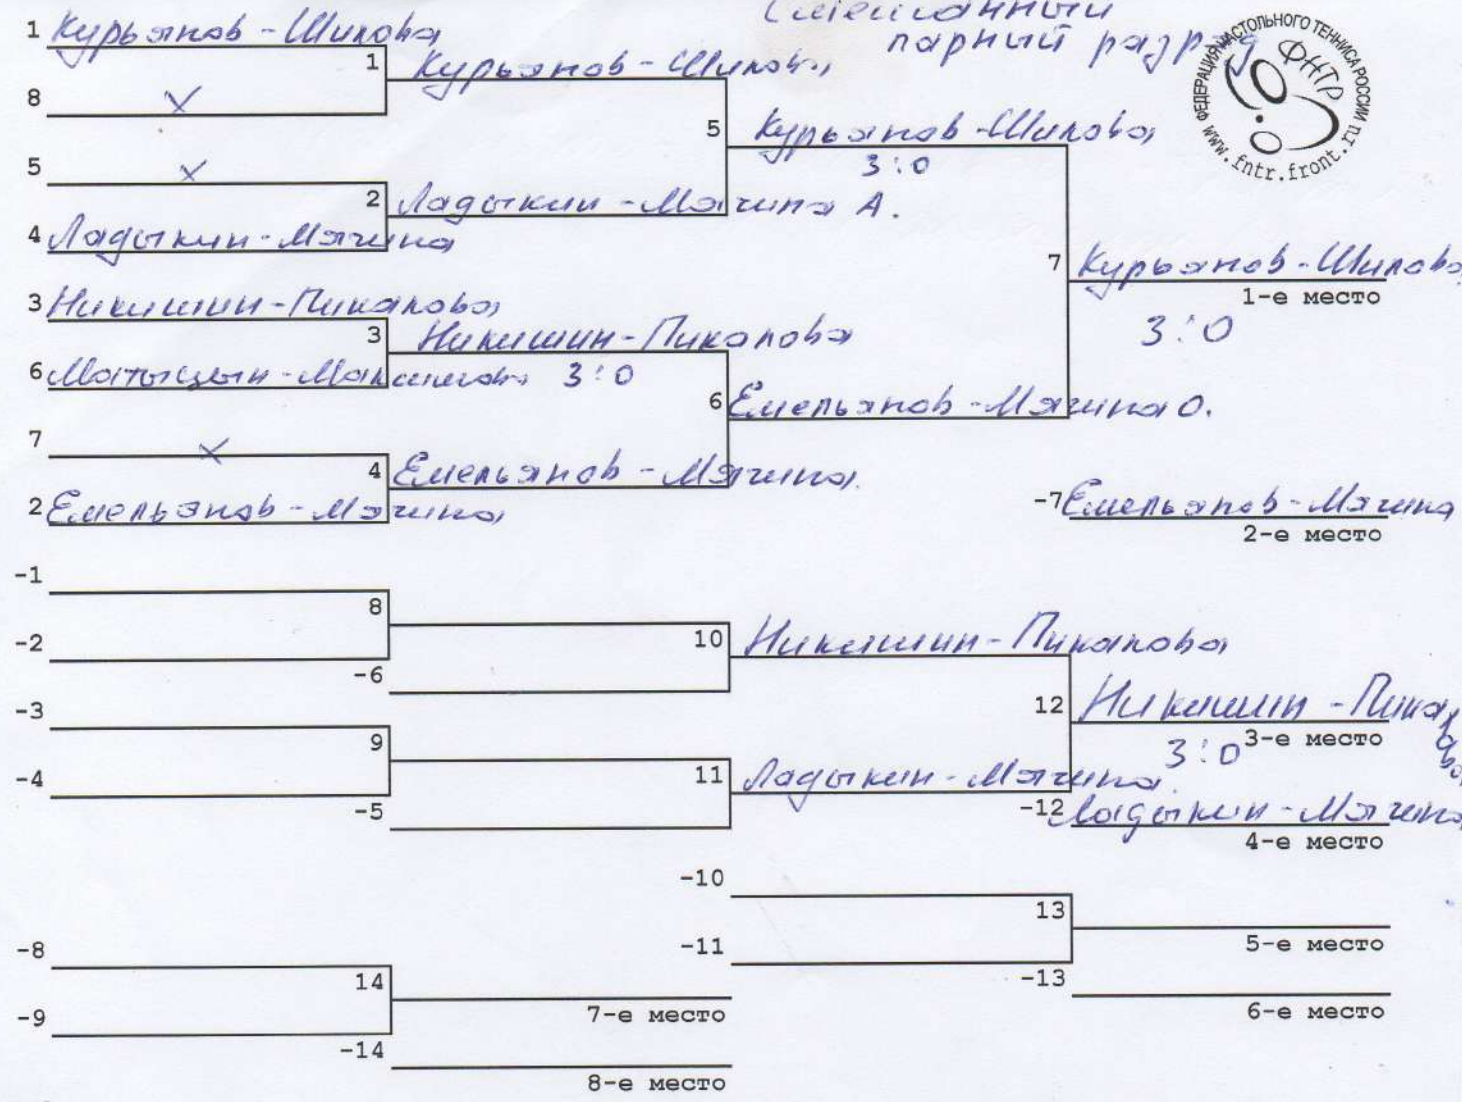 Смешанный
парный разряд
ФЕДЕРАЦИЯ НАСТОЛЬНОГО ТЕННИСА РОССИИ
ФНТР
www.fntr.front.ru
1 Курьянов-Шилова
1 Курьянов-Шилова
8 X
5 Курьянов-Шилова
3:0
5 X
2 Ладыкин-Мячина А.
4 Ладыкин-Мячина
7 Курьянов-Шилова
1-е место
3:0
3 Никишин-Пикалова
3 Никишин-Пикалова
6 Матыцын-Максимова 3:0
6 Емельянов-Мячина О.
7 X
4 Емельянов-Мячина
2 Емельянов-Мячина
-7 Емельянов-Мячина
2-е место
-1
8
-2
10 Никишин-Пикалова
-6
-3
12 Никишин-Пикалова
3:0 3-е место
9
-4
11 Ладыкин-Мячина
-5
-12 Ладыкин-Мячина
4-е место
-10
13
-11
5-е место
-8
-13
14
7-е место
6-е место
-9
-14
8-е место